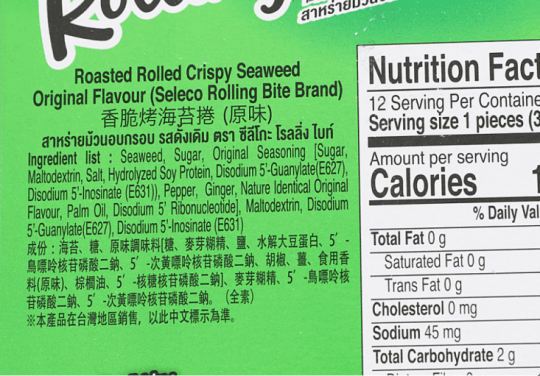 Roasted Rolled Crispy Seaweed
Original Flavour (Seleco Rolling Bite Brand)
香脆烤海苔捲 (原味)
สาหร่ายม้วนอบกรอบ รสดั้งเดิม ตรา ซีลีโกะ โรลลิ่ง ไบท์
Ingredient list : Seaweed, Sugar, Original Seasoning [Sugar,
Maltodextrin, Salt, Hydrolyzed Soy Protein, Disodium 5'-Guanylate(E627),
Disodium 5'-Inosinate (E631)), Pepper, Ginger, Nature Identical Original
Flavour, Palm Oil, Disodium 5' Ribonucleotide], Maltodextrin, Disodium
5'-Guanylate(E627), Disodium 5'-Inosinate (E631)
成份：海苔、糖、原味調味料[糖、麥芽糊精、鹽、水解大豆蛋白、5'-
鳥嘌呤核苷磷酸二鈉、5'-次黃嘌呤核苷磷酸二鈉、胡椒、薑、食用香
料(原味)、棕櫚油、5'-核糖核苷磷酸二鈉]、麥芽糊精、5'-鳥嘌呤核
苷磷酸二鈉、5'-次黃嘌呤核苷磷酸二鈉。(全素)
※本產品在台灣地區銷售，以此中文標示為準。
Nutrition Fact
12 Serving Per Containe
Serving size 1 pieces (3
Amount per serving
Calories 1
% Daily Val
Total Fat 0 g
Saturated Fat 0 g
Trans Fat 0 g
Cholesterol 0 mg
Sodium 45 mg
Total Carbohydrate 2 g